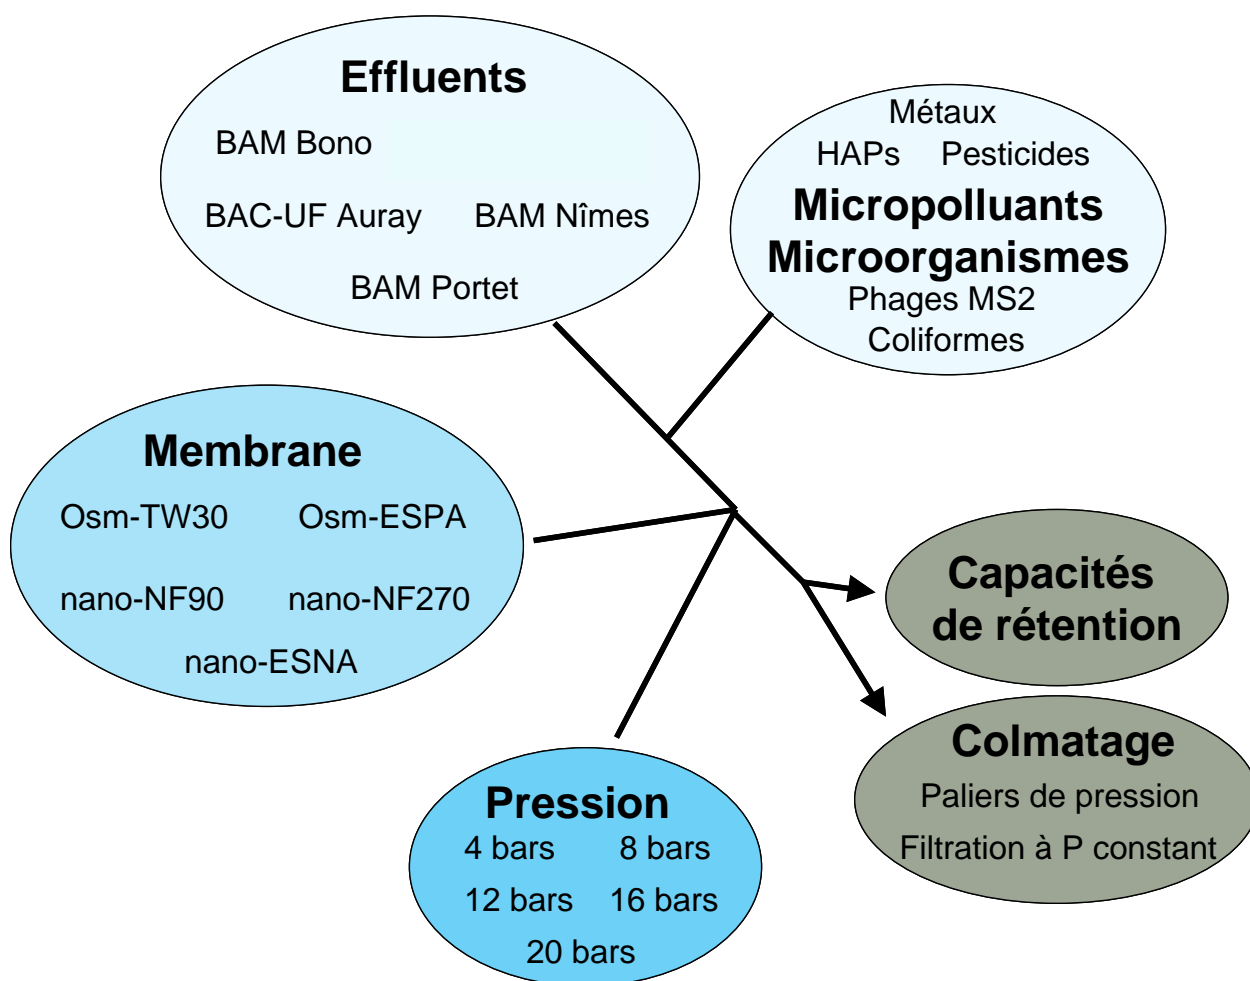 Effluents
BAM Bono
BAC-UF Auray BAM Nîmes
BAM Portet
Métaux
HAPs Pesticides
Micropolluants
Microorganismes
Phages MS2
Coliformes
Membrane
Osm-TW30 Osm-ESPA
nano-NF90 nano-NF270
nano-ESNA
Capacités
de rétention
Colmatage
Paliers de pression
Filtration à P constant
Pression
4 bars 8 bars
12 bars 16 bars
20 bars